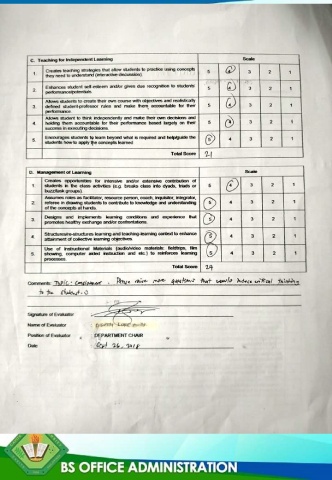 C. Teaching for Independent Learning Scale
1. Creates teaching strategies that allow students to practice using concepts they need to understand (interactive discussion) 5 4 3 2 1
2. Enhances student self-esteem and/or gives due recognition to students performance/potentials 5 4 3 2 1
3. Allows students to create their own course with objectives and realistically defined student-professor rules and make them accountable for their performance. 5 4 3 2 1
4. Allows student to think independently and make their own decisions and holding them accountable for their performance based largely on their success in executing decisions. 5 4 3 2 1
5. Encourages students to learn beyond what is required and help/guide the students how to apply the concepts learned 5 4 3 2 1
Total Score 21
D. Management of Learning Scale
1. Creates opportunities for intensive and/or extensive contribution of students in the class activities (e.g. breaks class into dyads, triads or buzz/task groups) 5 4 3 2 1
2. Assumes roles as facilitator, resource person, coach, inquisitor, integrator, referee in drawing students to contribute to knowledge and understanding of the concepts at hands. 5 4 3 2 1
3. Designs and implements learning conditions and experience that promotes healthy exchange and/or confrontations. 5 4 3 2 1
4. Structures/re-structures learning and teaching-learning context to enhance attainment of collective learning objectives. 5 4 3 2 1
5. Use of Instructional Materials (audio/video materials: fieldtrips, film showing, computer aided instruction and etc.) to reinforces learning processes. 5 4 3 2 1
Total Score 24
Comments: Topic: Employment. Please raise more questions that would induce critical thinking
to the students.
Signature of Evaluator
Name of Evaluator
Position of Evaluator : DEPARTMENT CHAIR
Date : Sept 26, 2018
BS OFFICE ADMINISTRATION